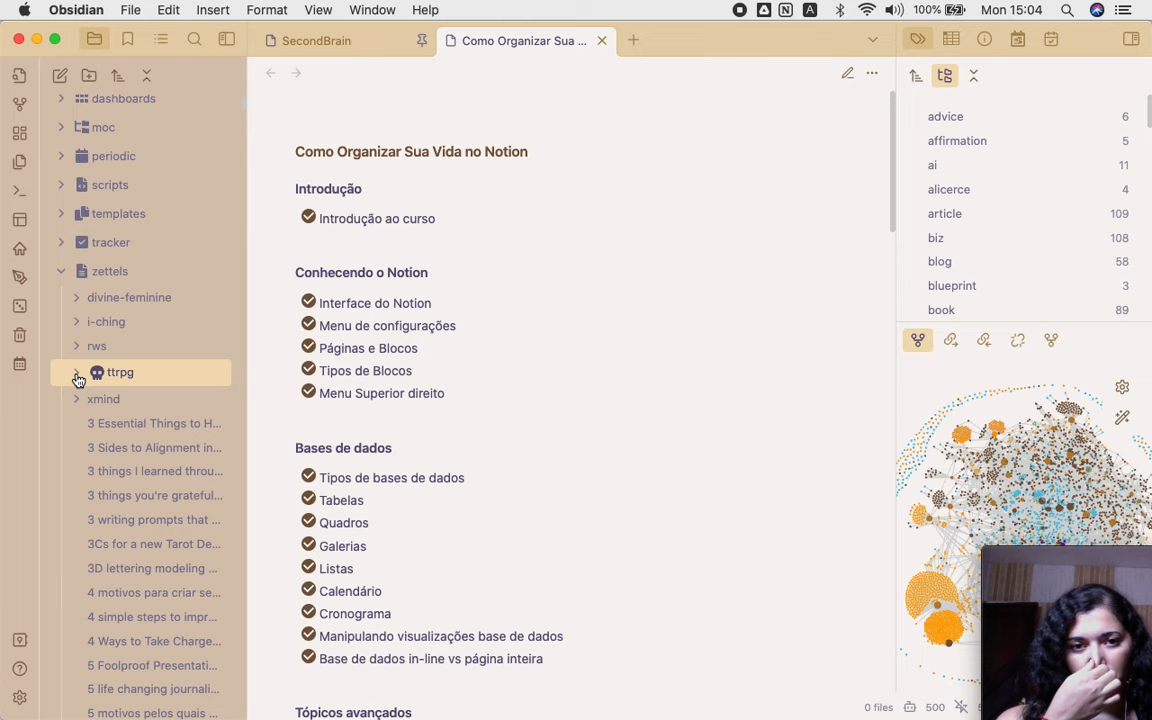 Obsidian File Edit Insert Format View Window Help 100% Mon 15:04
SecondBrain
Como Organizar Sua ...
dashboards
moc
periodic
scripts
templates
tracker
zettels
divine-feminine
i-ching
rws
ttrpg
xmind
3 Essential Things to H...
3 Sides to Alignment in...
3 things I learned throu...
3 things you're grateful...
3 writing prompts that ...
3Cs for a new Tarot De...
3D lettering modeling ...
4 motivos para criar se...
4 simple steps to impr...
4 Ways to Take Charge...
5 Foolproof Presentati...
5 life changing journali...
5 motivos pelos quais ...
Como Organizar Sua Vida no Notion
Introdução
Introdução ao curso
Conhecendo o Notion
Interface do Notion
Menu de configurações
Páginas e Blocos
Tipos de Blocos
Menu Superior direito
Bases de dados
Tipos de bases de dados
Tabelas
Quadros
Galerias
Listas
Calendário
Cronograma
Manipulando visualizações base de dados
Base de dados in-line vs página inteira
Tópicos avançados
advice 6
affirmation 5
ai 11
alicerce 4
article 109
biz 108
blog 58
blueprint 3
book 89
0 files 500